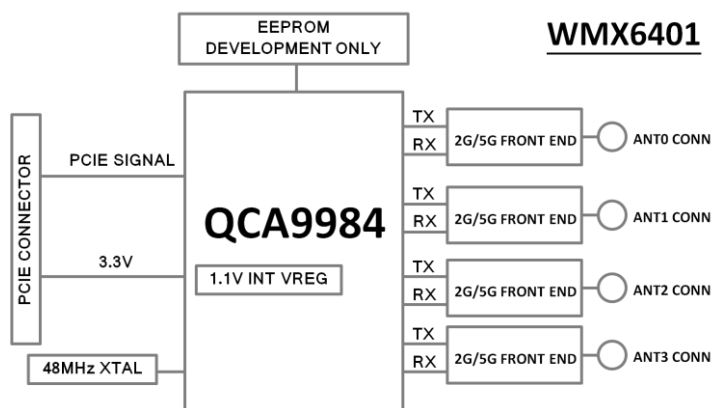 EEPROM
DEVELOPMENT ONLY
WMX6401
PCIE CONNECTOR
PCIE SIGNAL
3.3V
48MHz XTAL
QCA9984
1.1V INT VREG
TX
RX
2G/5G FRONT END
ANT0 CONN
TX
RX
2G/5G FRONT END
ANT1 CONN
TX
RX
2G/5G FRONT END
ANT2 CONN
TX
RX
2G/5G FRONT END
ANT3 CONN